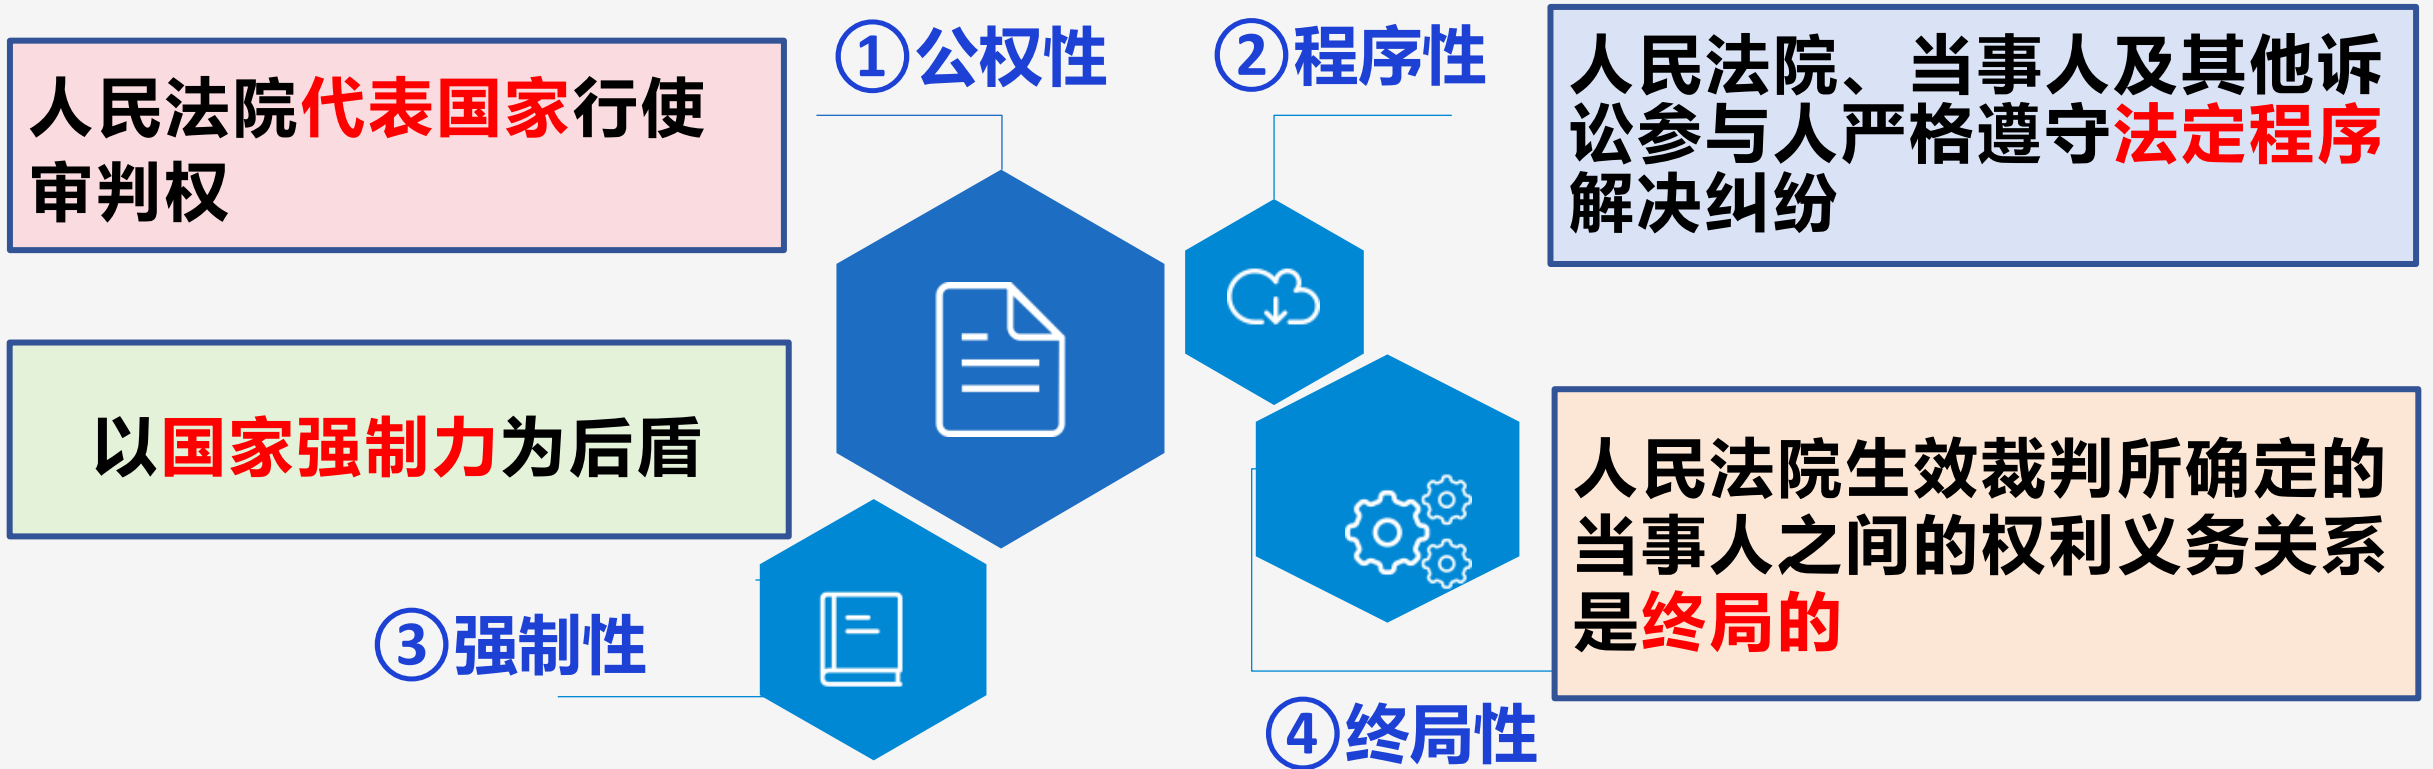 ①公权性
人民法院代表国家行使
审判权
②程序性
人民法院、当事人及其他诉
讼参与人严格遵守法定程序
解决纠纷
以国家强制力为后盾
③强制性
人民法院生效裁判所确定的
当事人之间的权利义务关系
是终局的
④终局性